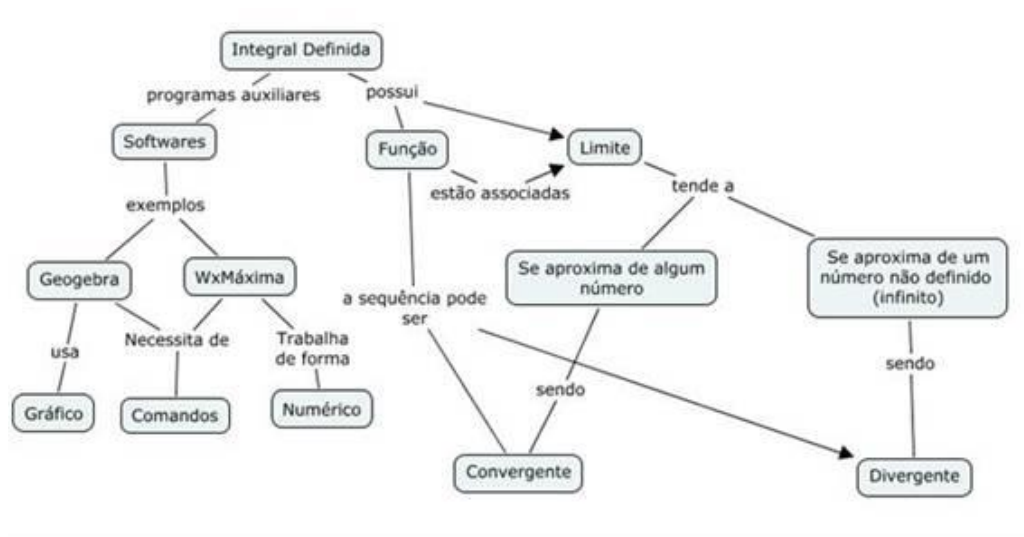 Integral Definida
programas auxiliares
possui
Softwares
Função
Limite
estão associadas
tende a
exemplos
Geogebra
WxMáxima
Se aproxima de algum
número
Se aproxima de um
número não definido
(infinito)
a sequência pode
ser
usa
Necessita de
Trabalha
de forma
sendo
sendo
Gráfico
Comandos
Numérico
Convergente
Divergente